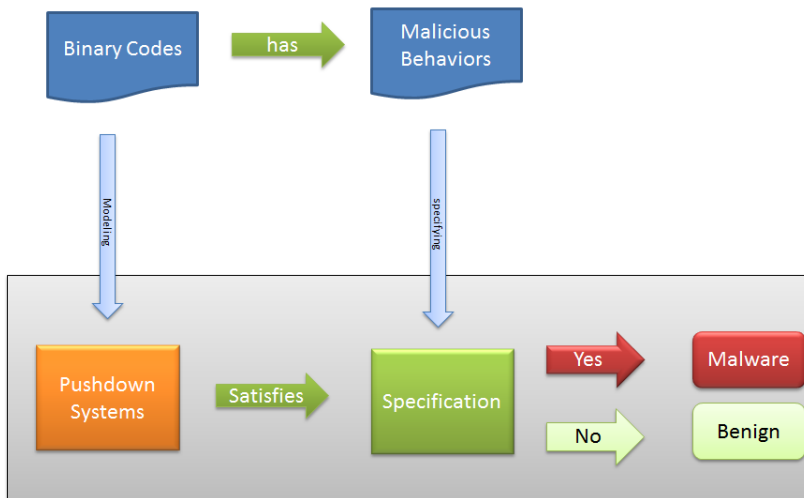 Binary Codes
has
Malicious
Behaviors
Modeling
specifying
Pushdown
Systems
Satisfies
Specification
Yes
Malware
No
Benign